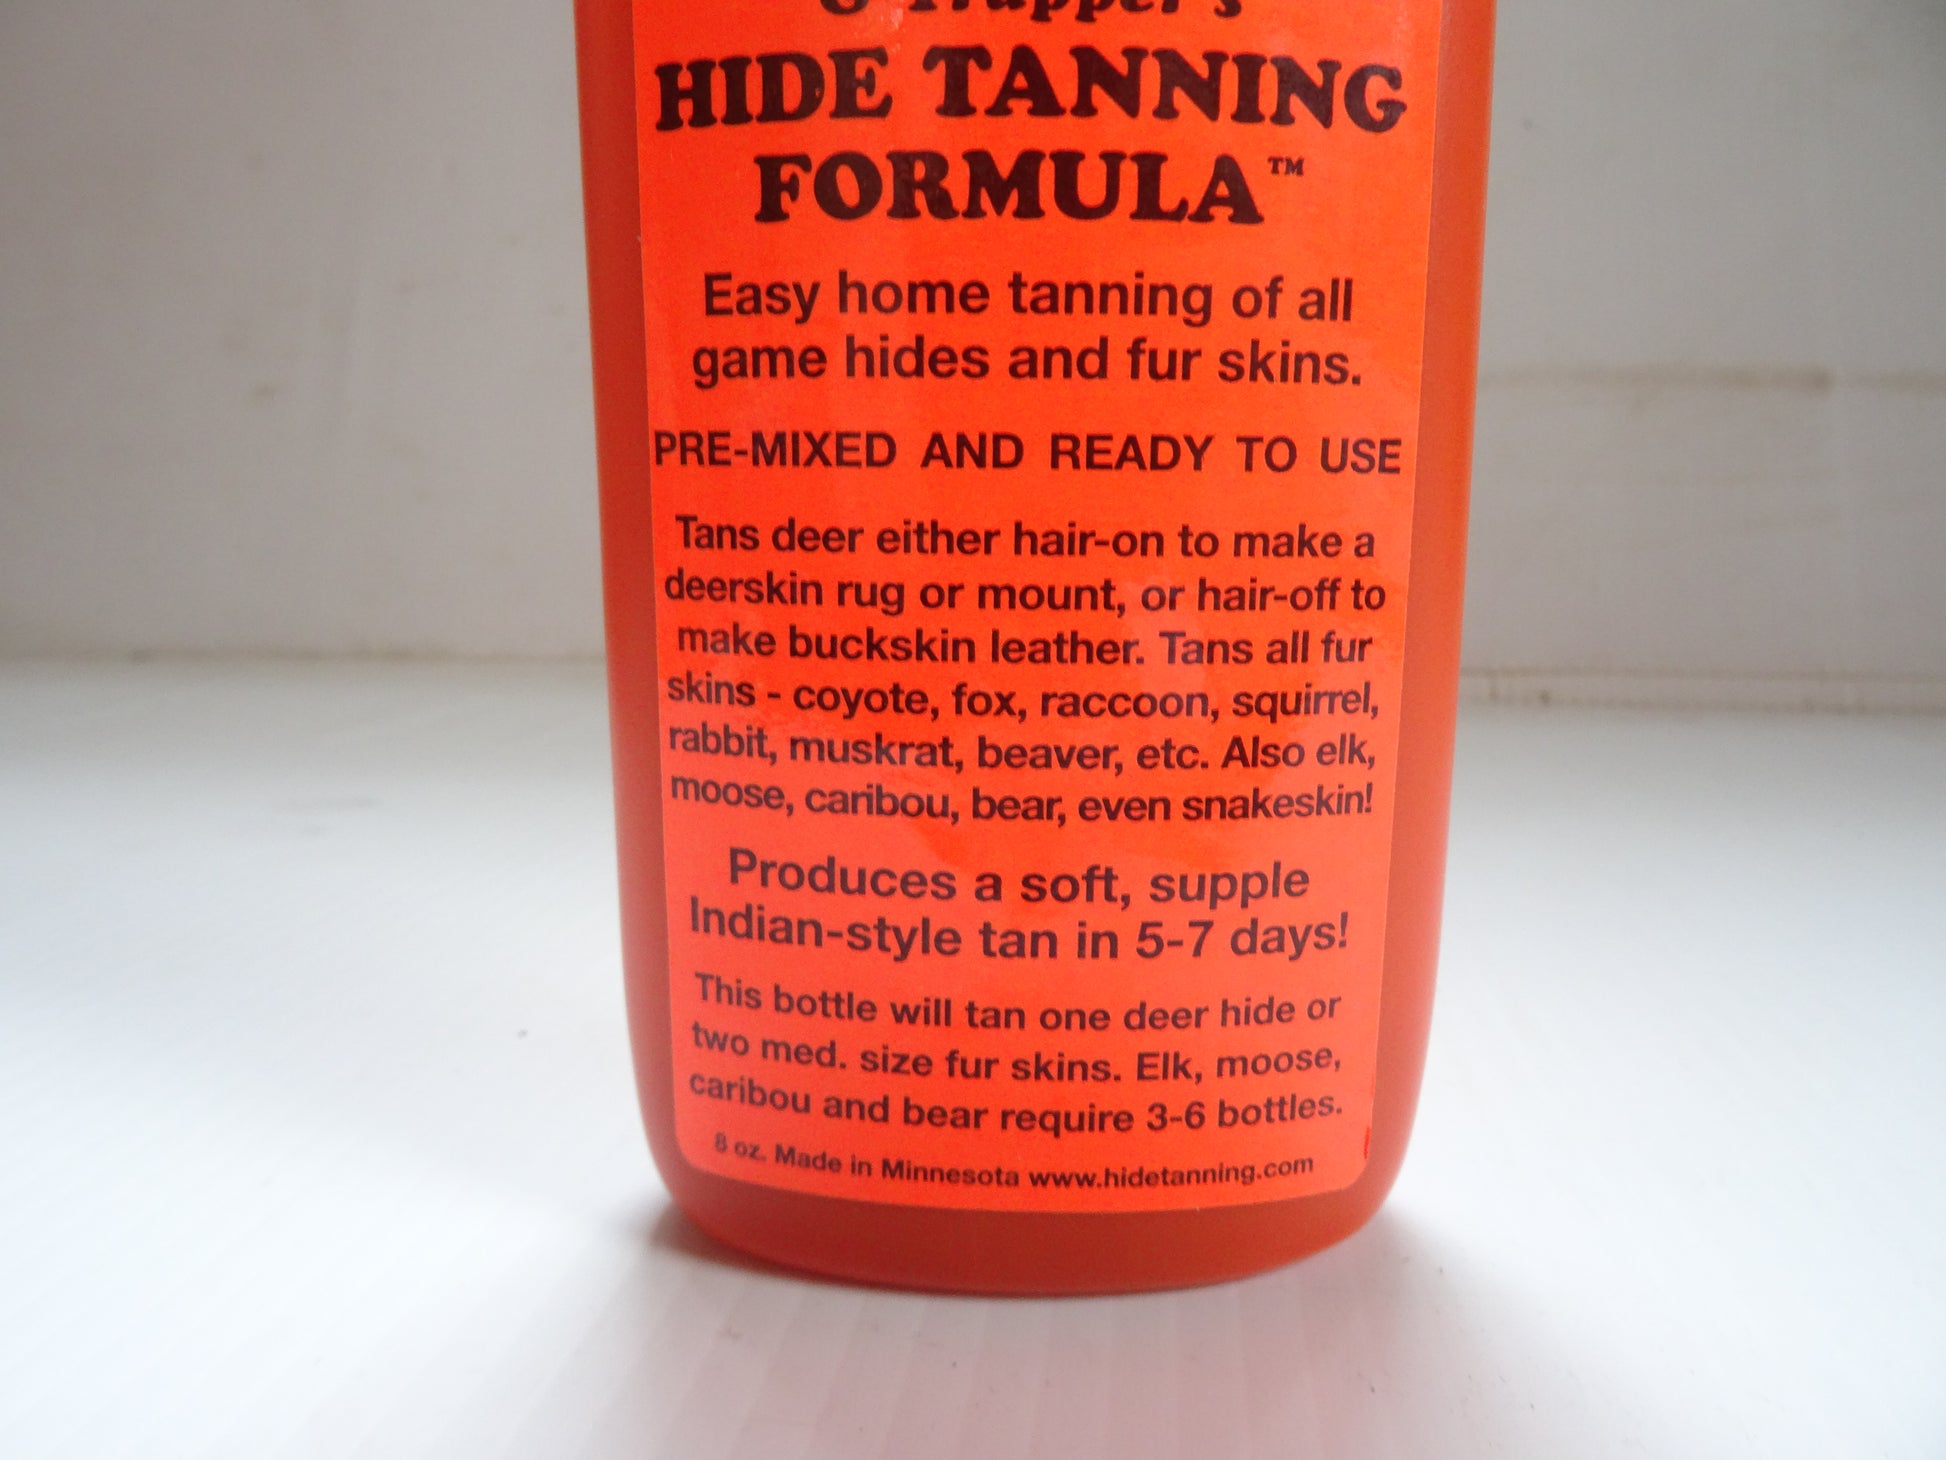 & Trapper's
HIDE TANNING
FORMULA™
Easy home tanning of all
game hides and fur skins.
PRE-MIXED AND READY TO USE
Tans deer either hair-on to make a
deerskin rug or mount, or hair-off to
make buckskin leather. Tans all fur
skins - coyote, fox, raccoon, squirrel,
rabbit, muskrat, beaver, etc. Also elk,
moose, caribou, bear, even snakeskin!
Produces a soft, supple
Indian-style tan in 5-7 days!
This bottle will tan one deer hide or
two med. size fur skins. Elk, moose,
caribou and bear require 3-6 bottles.
8 oz. Made in Minnesota www.hidetanning.com